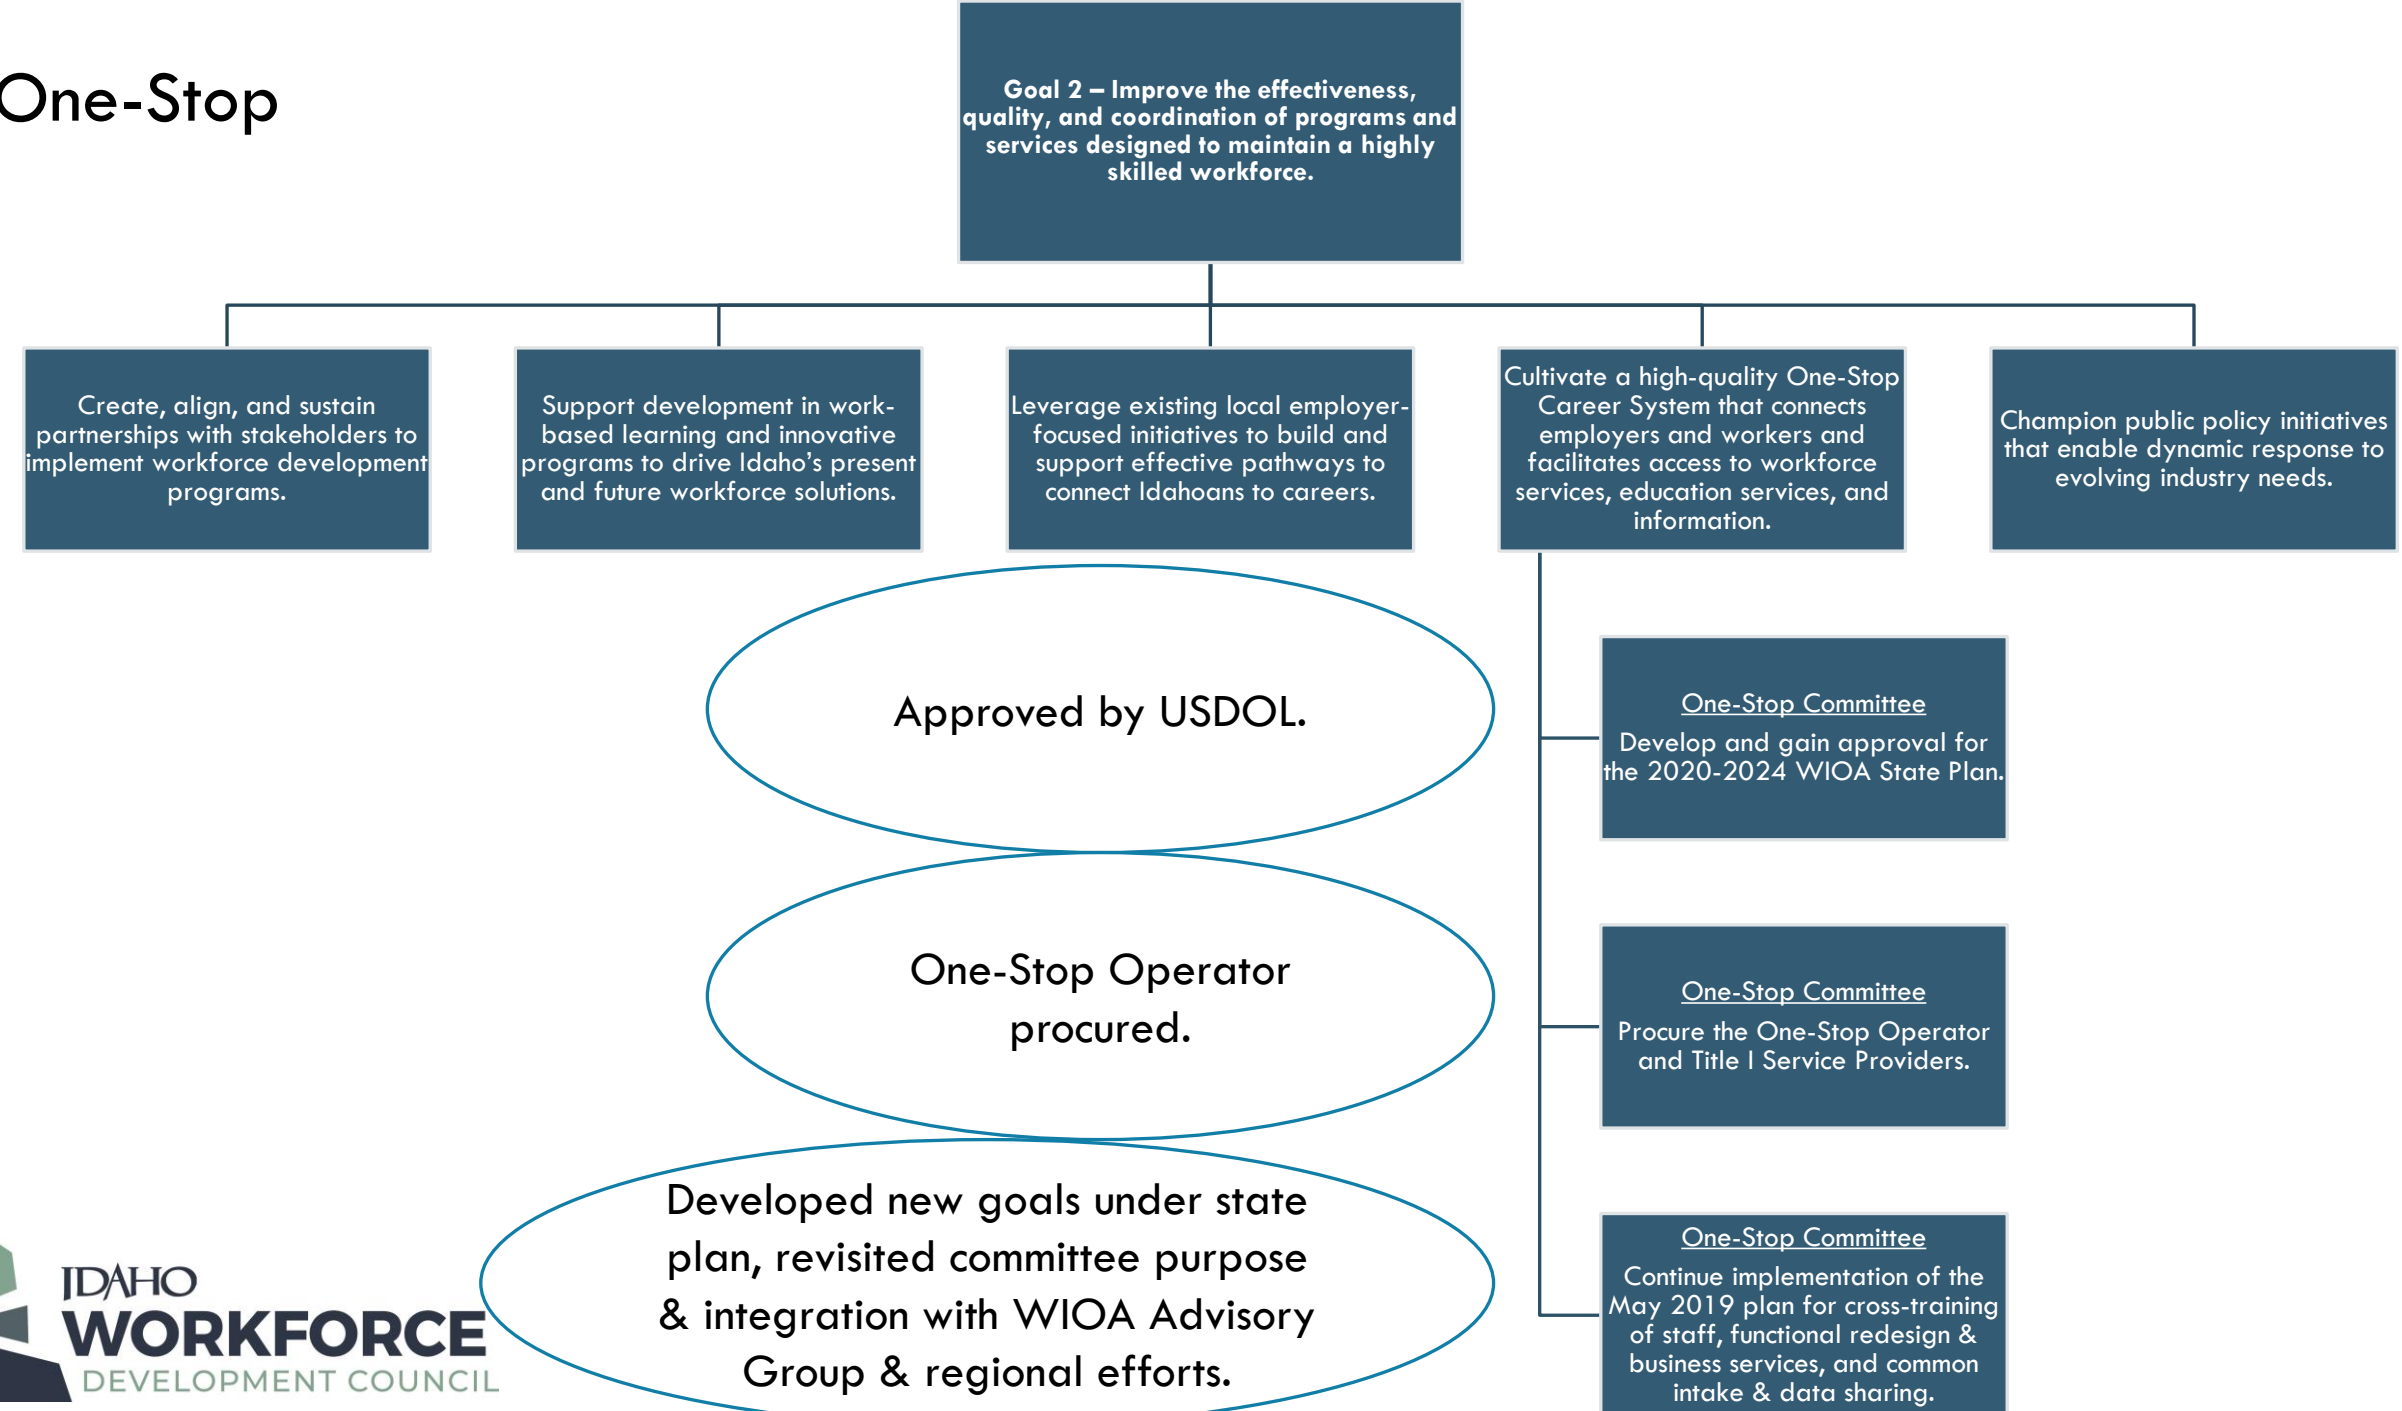 One-Stop
Goal 2 – Improve the effectiveness,
quality, and coordination of programs and
services designed to maintain a highly
skilled workforce.
Create, align, and sustain
partnerships with stakeholders to
implement workforce development
programs.
Support development in work-
based learning and innovative
programs to drive Idaho’s present
and future workforce solutions.
Leverage existing local employer-
focused initiatives to build and
support effective pathways to
connect Idahoans to careers.
Cultivate a high-quality One-Stop
Career System that connects
employers and workers and
facilitates access to workforce
services, education services, and
information.
Champion public policy initiatives
that enable dynamic response to
evolving industry needs.
Approved by USDOL.
One-Stop Committee
Develop and gain approval for
the 2020-2024 WIOA State Plan.
One-Stop Operator
procured.
One-Stop Committee
Procure the One-Stop Operator
and Title I Service Providers.
Developed new goals under state
plan, revisited committee purpose
& integration with WIOA Advisory
Group & regional efforts.
One-Stop Committee
Continue implementation of the
May 2019 plan for cross-training
of staff, functional redesign &
business services, and common
intake & data sharing.
IDAHO
WORKFORCE
DEVELOPMENT COUNCIL